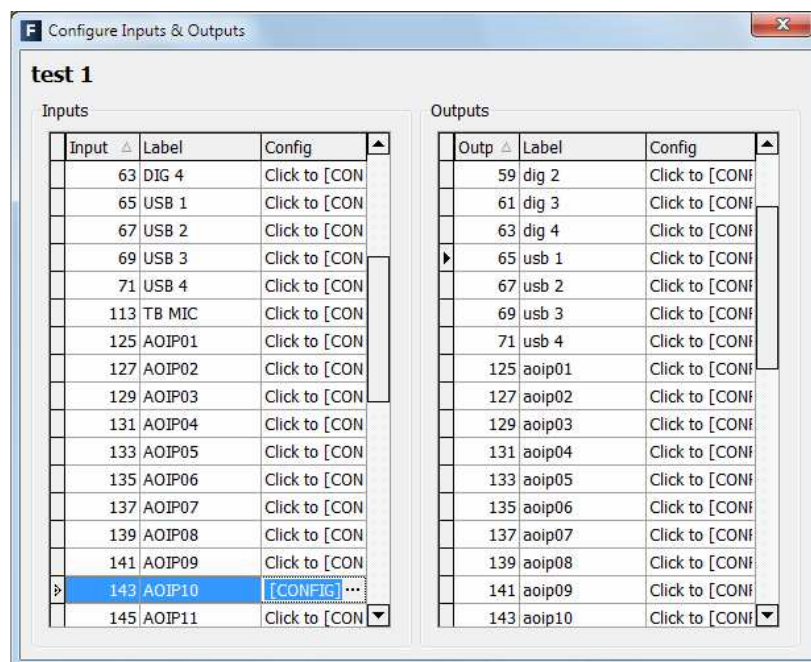 F Configure Inputs & Outputs
test 1
Inputs
Input Label Config
63 DIG 4 Click to [CON
65 USB 1 Click to [CON
67 USB 2 Click to [CON
69 USB 3 Click to [CON
71 USB 4 Click to [CON
113 TB MIC Click to [CON
125 AOIP01 Click to [CON
127 AOIP02 Click to [CON
129 AOIP03 Click to [CON
131 AOIP04 Click to [CON
133 AOIP05 Click to [CON
135 AOIP06 Click to [CON
137 AOIP07 Click to [CON
139 AOIP08 Click to [CON
141 AOIP09 Click to [CON
143 AOIP10 [CONFIG] ...
145 AOIP11 Click to [CON
Outputs
Outp Label Config
59 dig 2 Click to [CONF
61 dig 3 Click to [CONF
63 dig 4 Click to [CONF
65 usb 1 Click to [CONF
67 usb 2 Click to [CONF
69 usb 3 Click to [CONF
71 usb 4 Click to [CONF
125 aoip01 Click to [CONF
127 aoip02 Click to [CONF
129 aoip03 Click to [CONF
131 aoip04 Click to [CONF
133 aoip05 Click to [CONF
135 aoip06 Click to [CONF
137 aoip07 Click to [CONF
139 aoip08 Click to [CONF
141 aoip09 Click to [CONF
143 aoip10 Click to [CONF